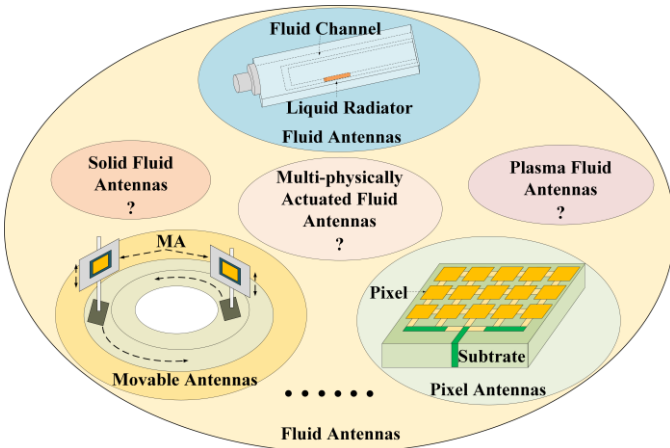 Fluid Channel
Liquid Radiator
Fluid Antennas
Solid Fluid
Antennas
?
Multi-physically
Actuated Fluid
Antennas
?
Plasma Fluid
Antennas
?
MA
Movable Antennas
Pixel
Subtrate
Pixel Antennas
......
Fluid Antennas